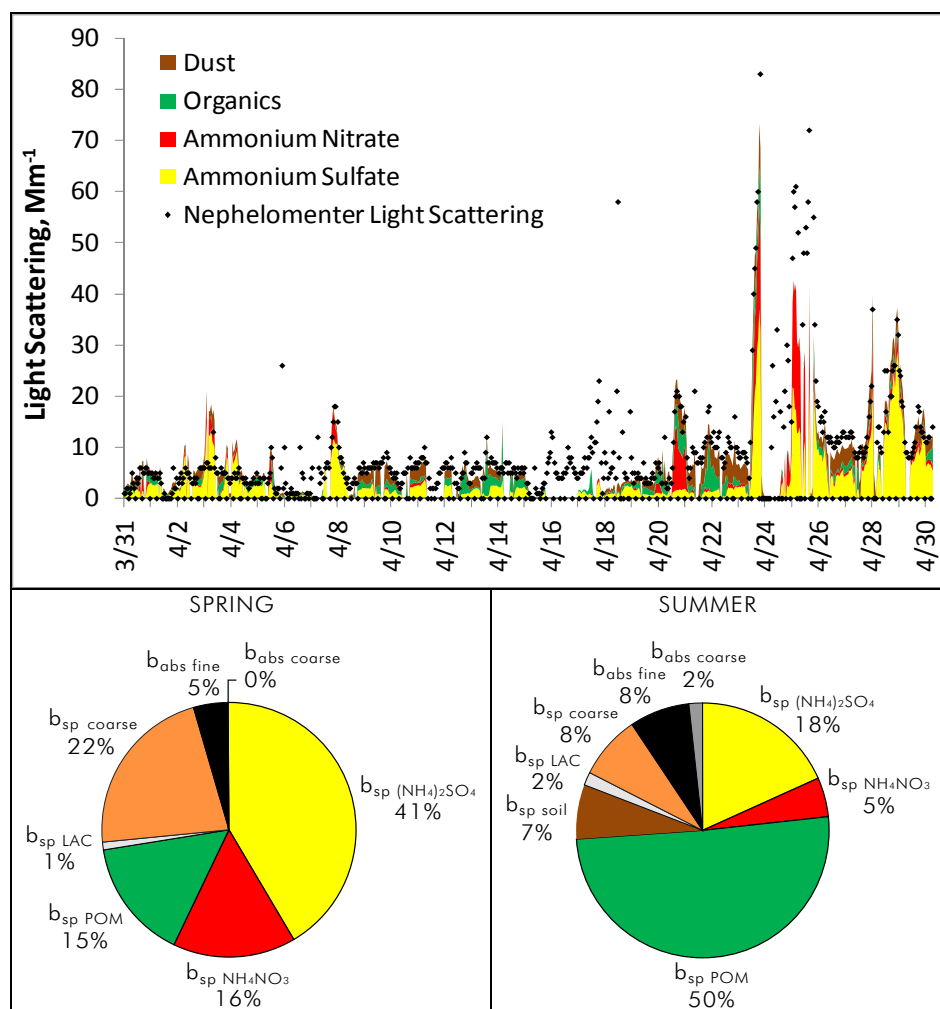 Light Scattering, Mm-1
90
80
70
60
50
40
30
20
10
0
Dust
Organics
Ammonium Nitrate
Ammonium Sulfate
Nephelomenter Light Scattering
3/31
4/2
4/4
4/6
4/8
4/10
4/12
4/14
4/16
4/18
4/20
4/22
4/24
4/26
4/28
4/30
SPRING
babs coarse
0%
babs fine
5%
bsp coarse
22%
bsp (NH4)2SO4
41%
bsp LAC
1%
bsp POM
15%
bsp NH4NO3
16%
SUMMER
babs coarse
2%
babs fine
8%
bsp (NH4)2SO4
18%
bsp coarse
8%
bsp LAC
2%
bsp NH4NO3
5%
bsp soil
7%
bsp POM
50%